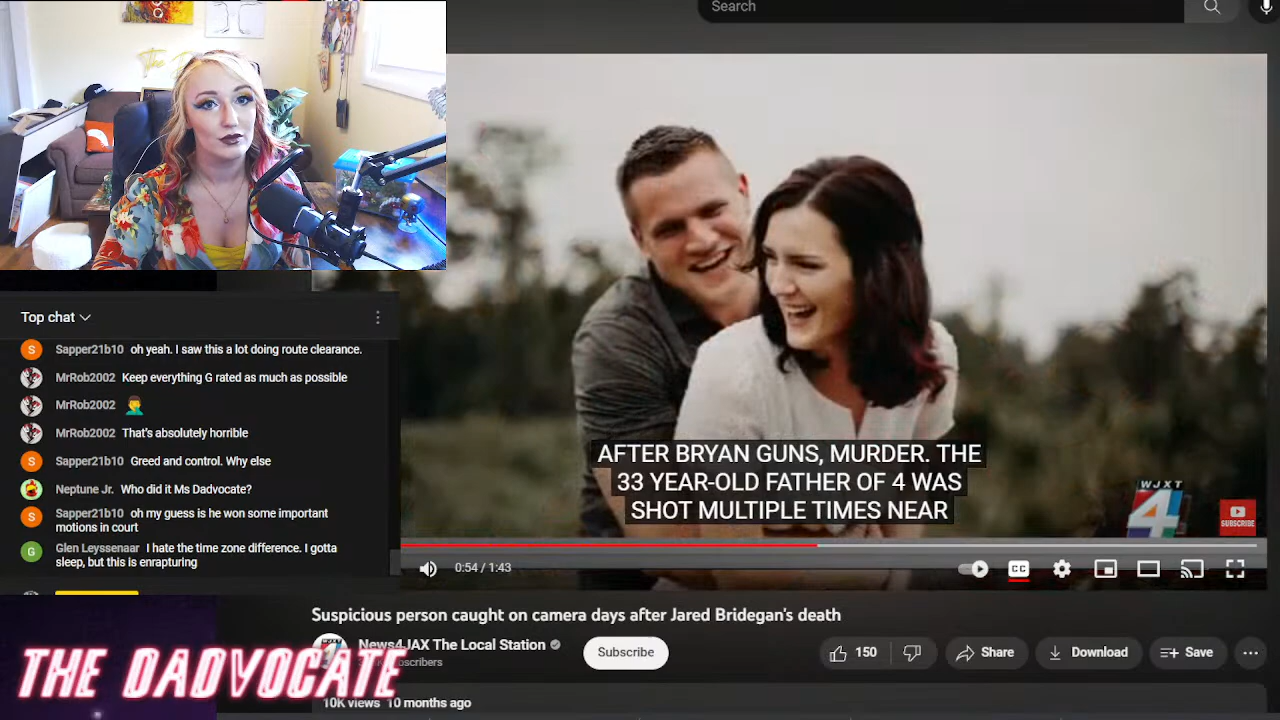 Search
Top chat
Sapper21b10 oh yeah. I saw this a lot doing route clearance.
MrRob2002 Keep everything G rated as much as possible
MrRob2002 🤦‍♂️
MrRob2002 That's absolutely horrible
Sapper21b10 Greed and control. Why else
Neptune Jr. Who did it Ms Dadvocate?
Sapper21b10 oh my guess is he won some important
motions in court
Glen Leyssenaar I hate the time zone difference. I gotta
sleep, but this is enrapturing
AFTER BRYAN GUNS, MURDER. THE
33 YEAR-OLD FATHER OF 4 WAS
SHOT MULTIPLE TIMES NEAR
WJXT
4
SUBSCRIBE
0:54 / 1:43
CC
Suspicious person caught on camera days after Jared Bridegan's death
News4JAX The Local Station
Subscribe
150
Share
Download
Save
10K views 10 months ago
THE DADVOCATE